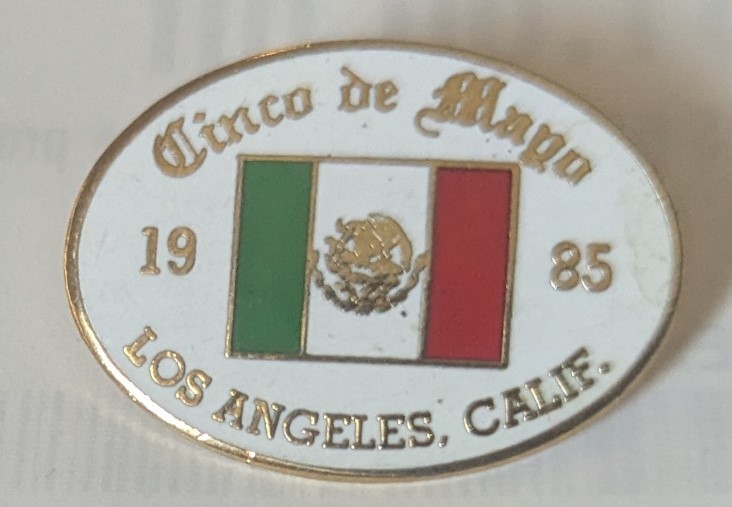 Cinco de Mayo
19 85
LOS ANGELES, CALIF.